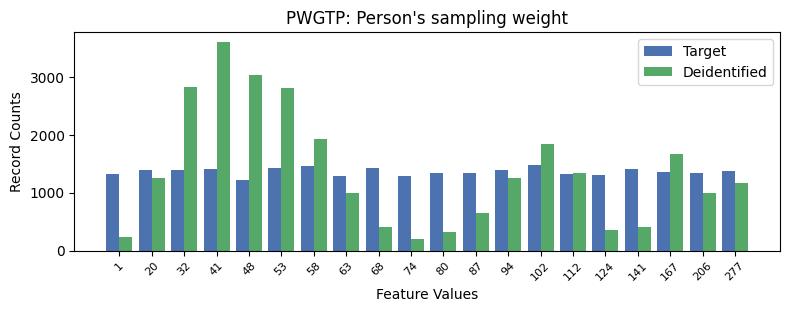 PWGTP: Person's sampling weight
Target
Deidentified
Record Counts
3000
2000
1000
0
1 20 32 41 48 53 58 63 68 74 80 87 94 102 112 124 141 167 206 277
Feature Values